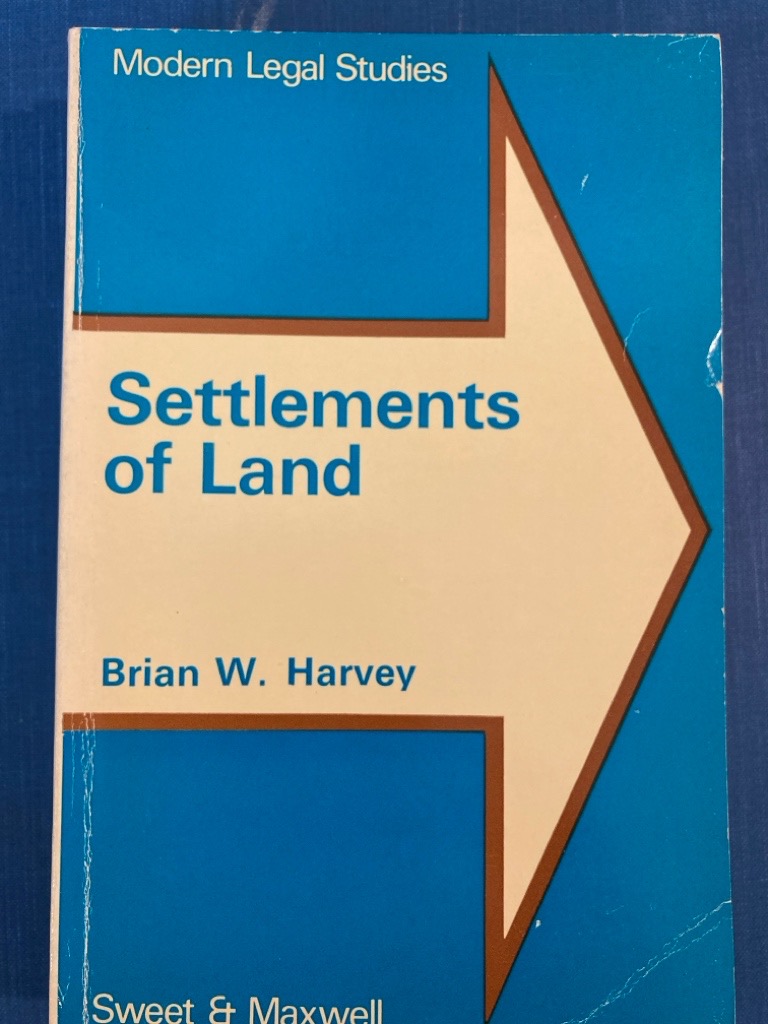 Modern Legal Studies
Settlements
of Land
Brian W. Harvey
Sweet & Maxwell